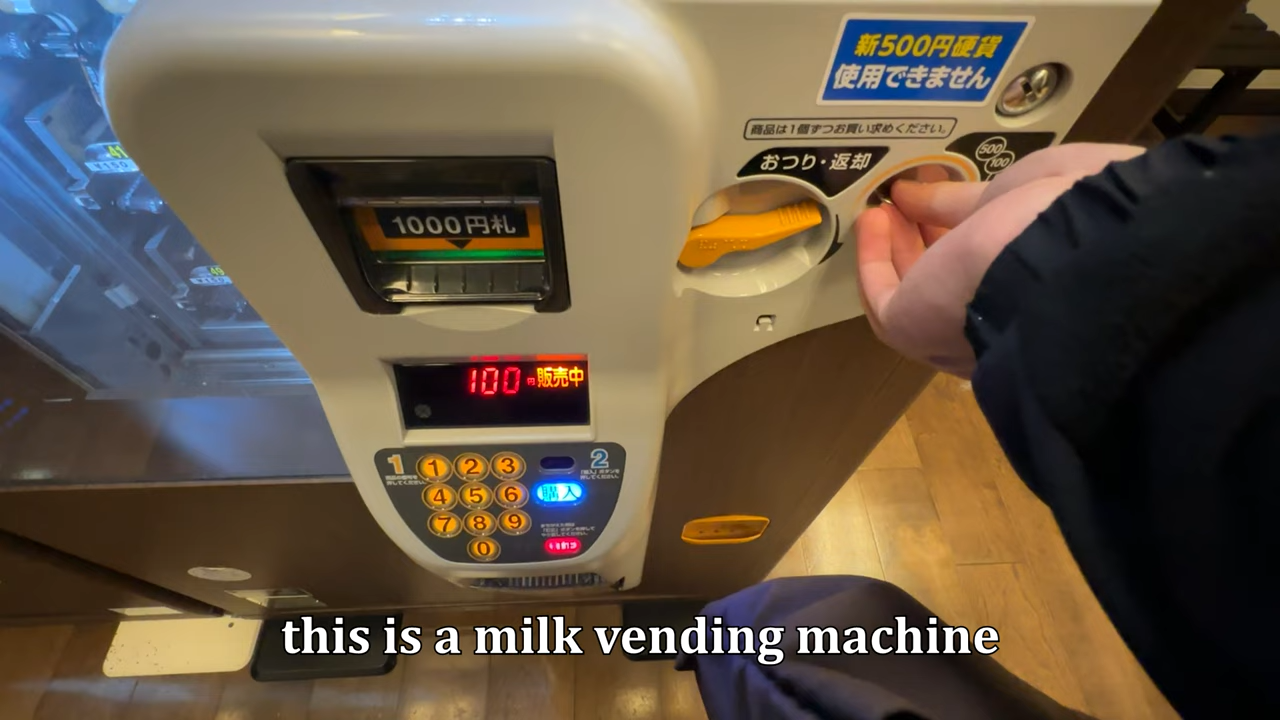 新500円硬貨
使用できません
商品は1個ずつお買い求めください。
おつり・返却
500
100
1000円札
100 円 販売中
1
2
1 2 3
4 5 6
購入
7 8 9
0
this is a milk vending machine